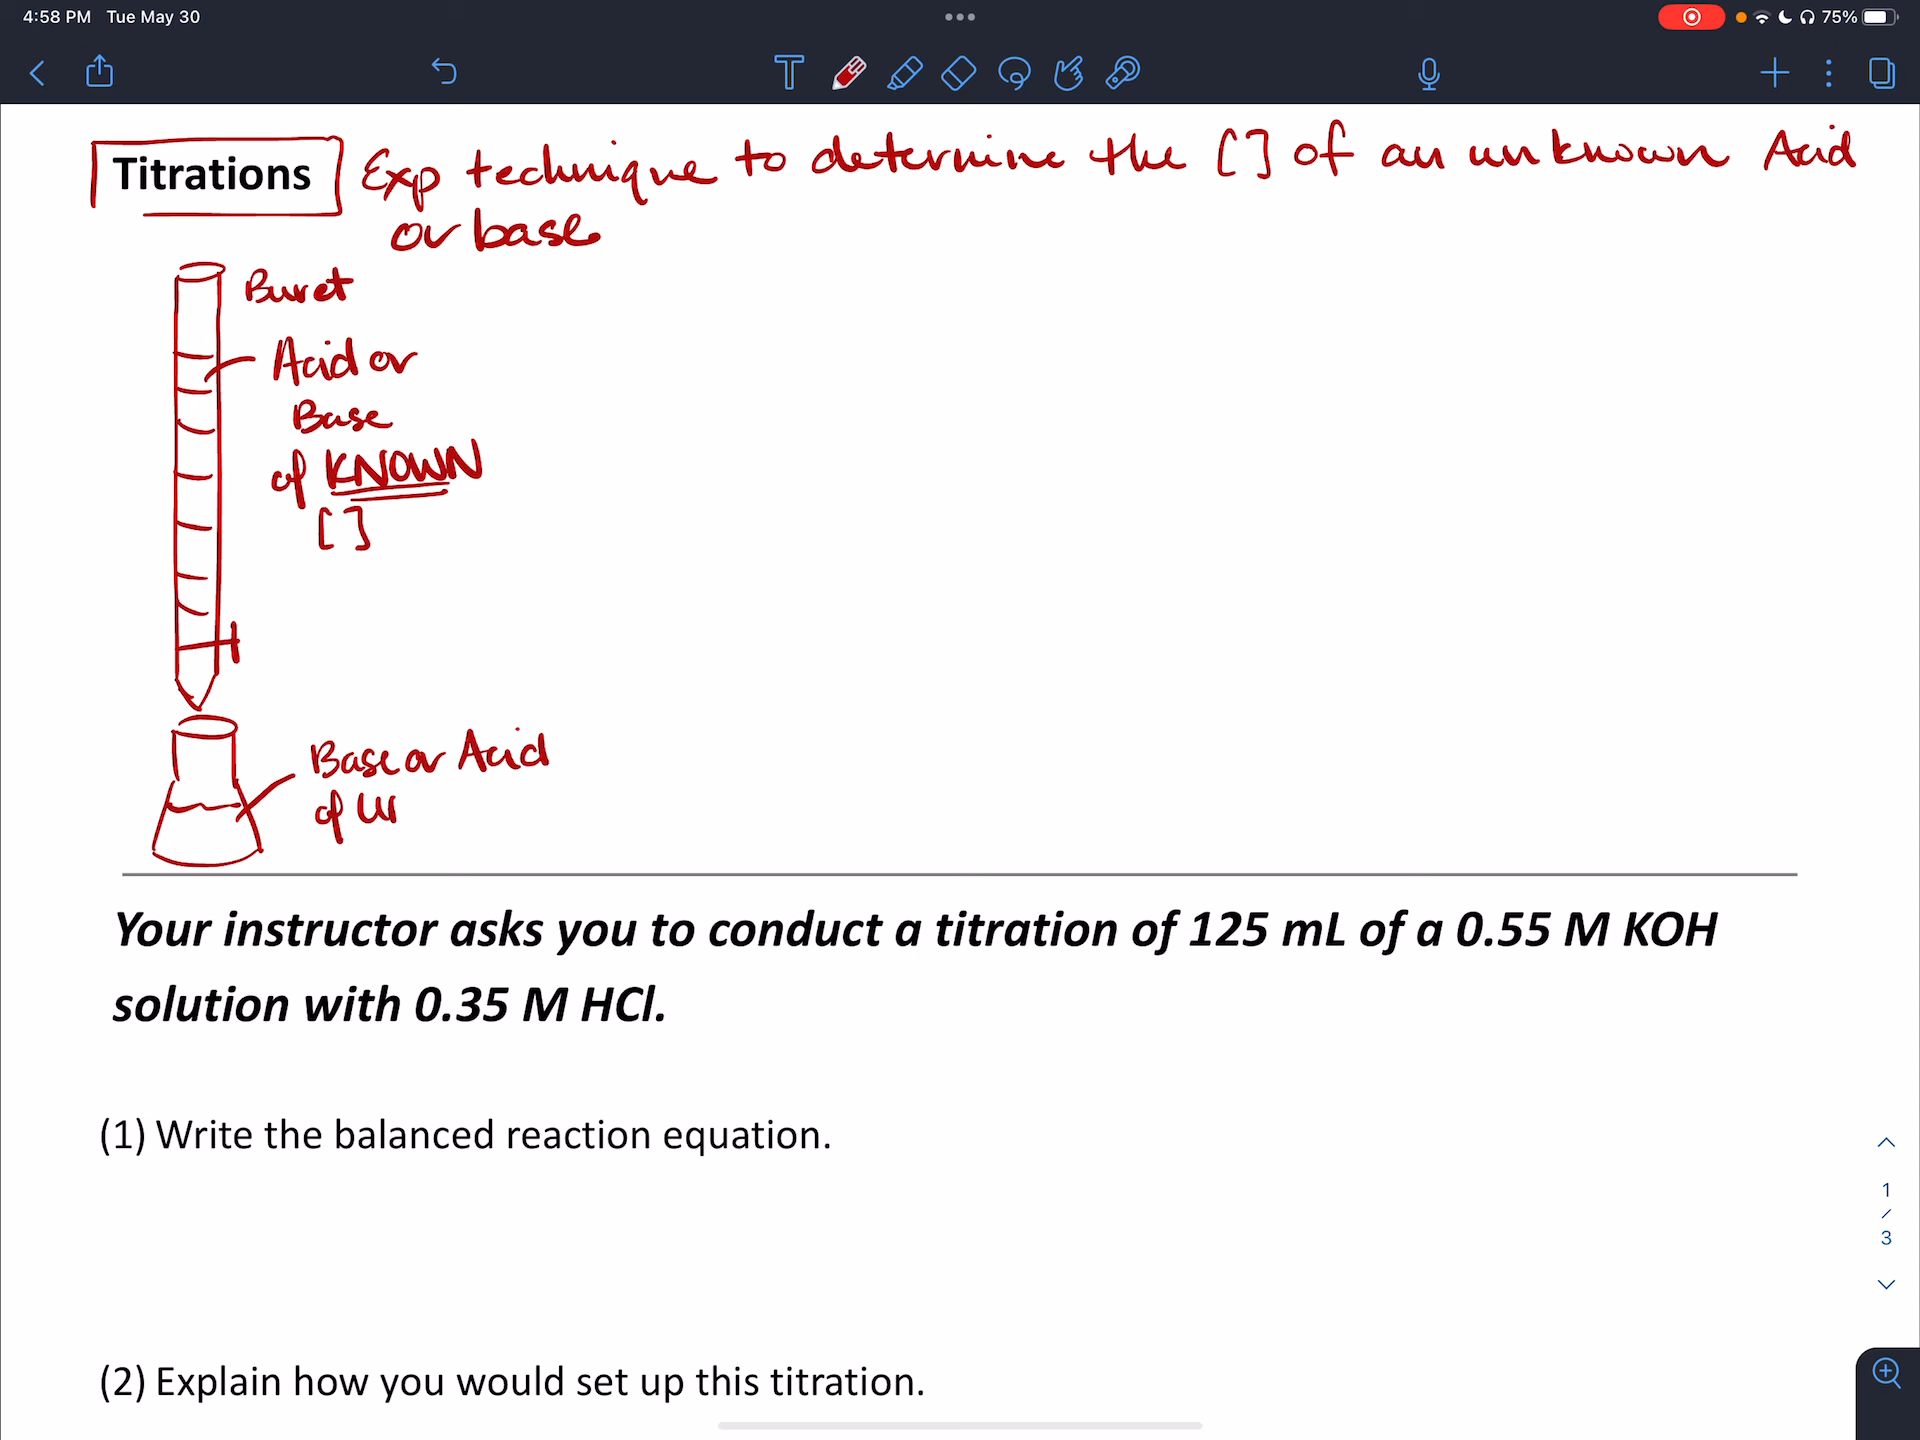 4:58 PM Tue May 30
75%
Titrations Exp technique to determine the [ ] of an unknown Acid
or base
Buret
Acid or
Base
of KNOWN
[ ]
Base or Acid
of
Your instructor asks you to conduct a titration of 125 mL of a 0.55 M KOH
solution with 0.35 M HCl.
(1) Write the balanced reaction equation.
1
/
3
(2) Explain how you would set up this titration.